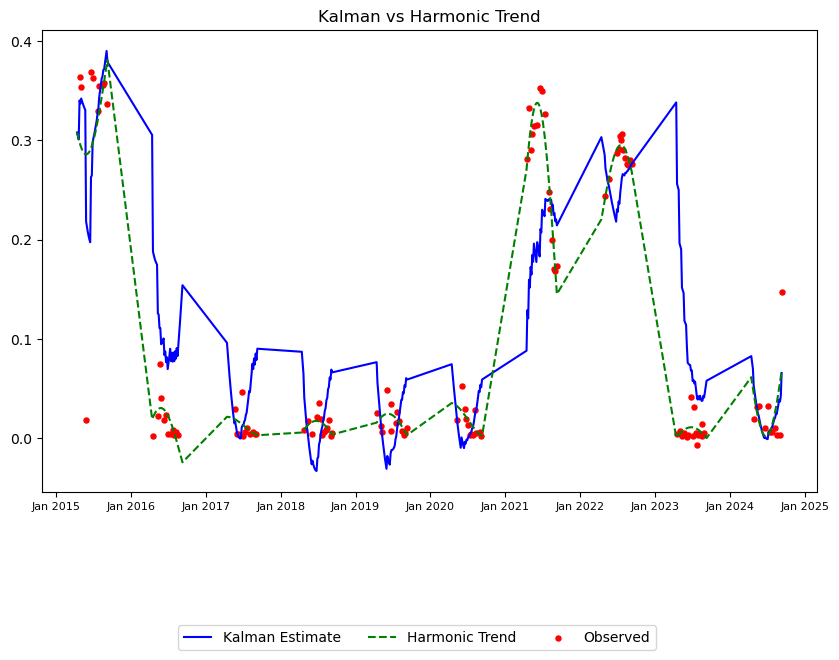 Kalman vs Harmonic Trend
0.4
0.3
0.2
0.1
0.0
Jan 2015 Jan 2016 Jan 2017 Jan 2018 Jan 2019 Jan 2020 Jan 2021 Jan 2022 Jan 2023 Jan 2024 Jan 2025
Kalman Estimate Harmonic Trend Observed